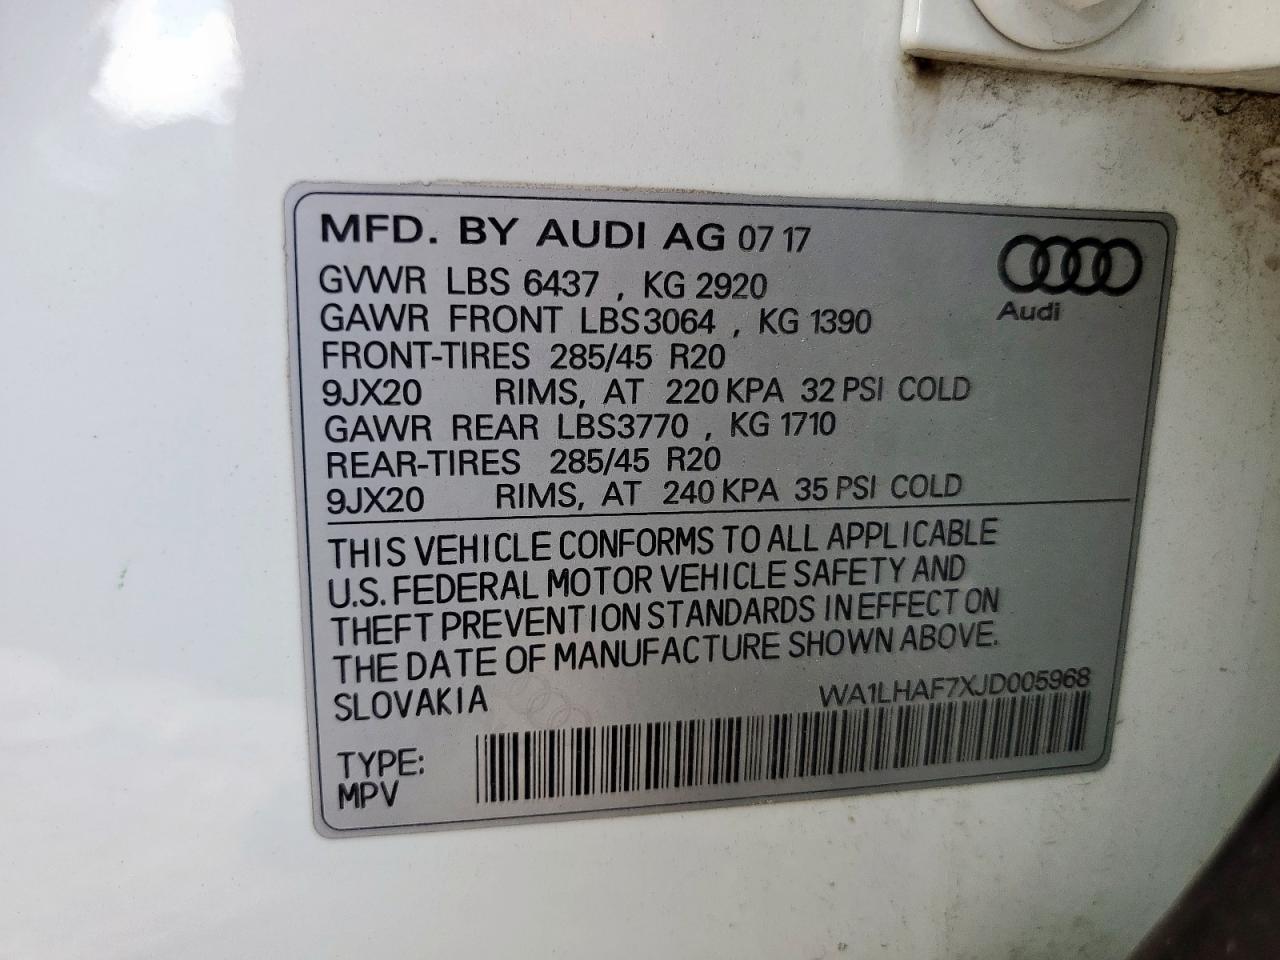 MFD. BY AUDI AG 07 17
GVWR LBS 6437 , KG 2920
Audi
GAWR FRONT LBS3064 , KG 1390
FRONT-TIRES 285/45 R20
9JX20 RIMS, AT 220 KPA 32 PSI COLD
GAWR REAR LBS3770 , KG 1710
REAR-TIRES 285/45 R20
9JX20 RIMS, AT 240 KPA 35 PSI COLD
THIS VEHICLE CONFORMS TO ALL APPLICABLE
U.S. FEDERAL MOTOR VEHICLE SAFETY AND
THEFT PREVENTION STANDARDS IN EFFECT ON
THE DATE OF MANUFACTURE SHOWN ABOVE.
SLOVAKIA WA1LHAF7XJD005968
TYPE:
MPV